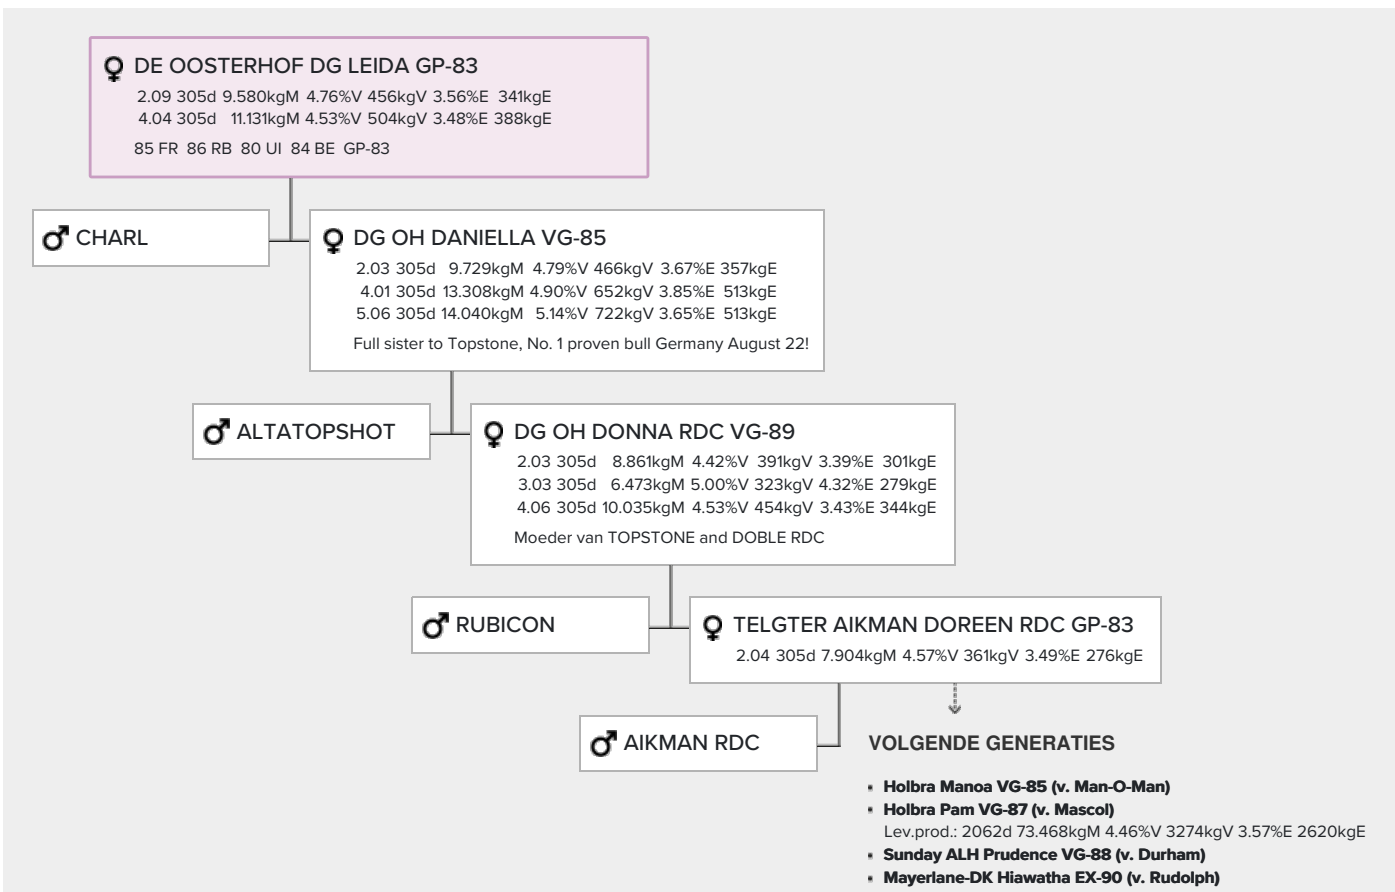 DE OOSTERHOF DG LEIDA GP-83
2.09 305d 9.580kgM 4.76%V 456kgV 3.56%E 341kgE
4.04 305d 11.131kgM 4.53%V 504kgV 3.48%E 388kgE
85 FR 86 RB 80 UI 84 BE GP-83
CHARL
DG OH DANIELLA VG-85
2.03 305d 9.729kgM 4.79%V 466kgV 3.67%E 357kgE
4.01 305d 13.308kgM 4.90%V 652kgV 3.85%E 513kgE
5.06 305d 14.040kgM 5.14%V 722kgV 3.65%E 513kgE
Full sister to Topstone, No. 1 proven bull Germany August 22!
ALTATOPSHOT
DG OH DONNA RDC VG-89
2.03 305d 8.861kgM 4.42%V 391kgV 3.39%E 301kgE
3.03 305d 6.473kgM 5.00%V 323kgV 4.32%E 279kgE
4.06 305d 10.035kgM 4.53%V 454kgV 3.43%E 344kgE
Moeder van TOPSTONE and DOBLE RDC
RUBICON
TELGTER AIKMAN DOREEN RDC GP-83
2.04 305d 7.904kgM 4.57%V 361kgV 3.49%E 276kgE
AIKMAN RDC
VOLGENDE GENERATIES
▪ Holbra Manoa VG-85 (v. Man-O-Man)
▪ Holbra Pam VG-87 (v. Mascol)
Lev.prod.: 2062d 73.468kgM 4.46%V 3274kgV 3.57%E 2620kgE
▪ Sunday ALH Prudence VG-88 (v. Durham)
▪ Mayerlane-DK Hiawatha EX-90 (v. Rudolph)